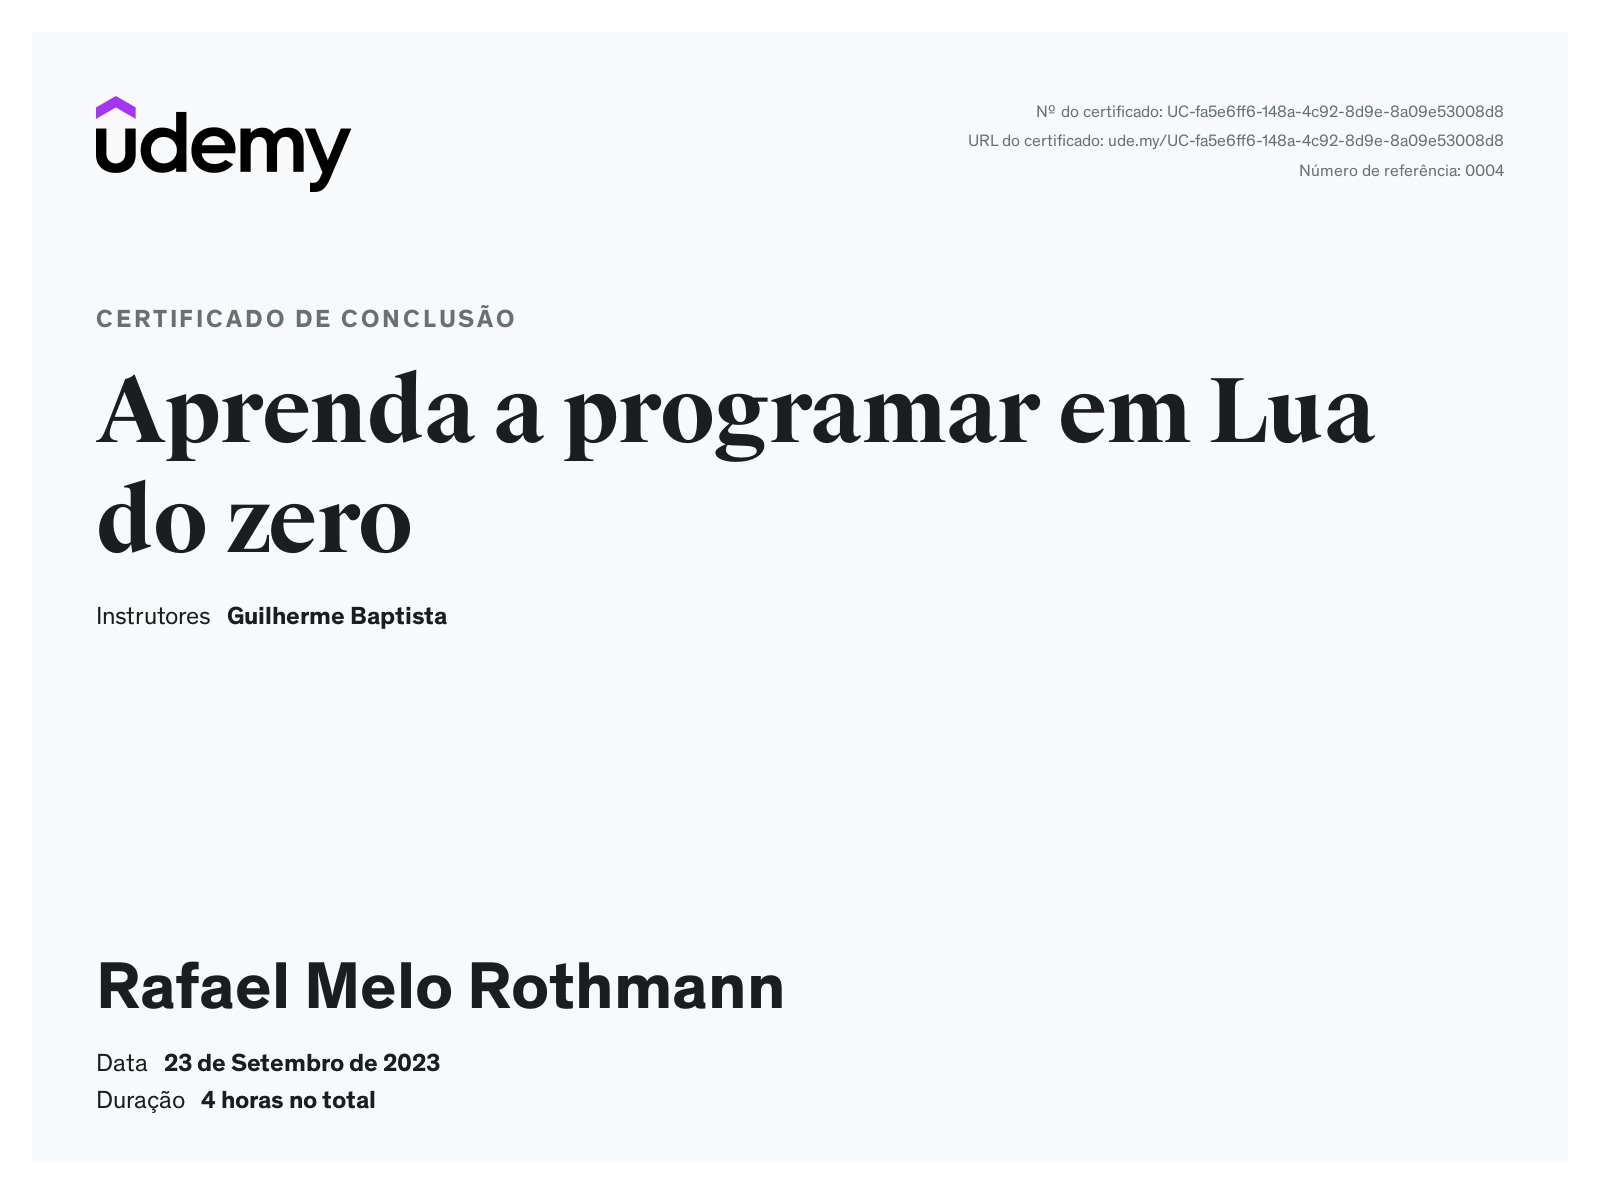 udemy
Nº do certificado: UC-fa5e6ff6-148a-4c92-8d9e-8a09e53008d8
URL do certificado: ude.my/UC-fa5e6ff6-148a-4c92-8d9e-8a09e53008d8
Número de referência: 0004
CERTIFICADO DE CONCLUSÃO
Aprenda a programar em Lua
do zero
Instrutores Guilherme Baptista
Rafael Melo Rothmann
Data 23 de Setembro de 2023
Duração 4 horas no total